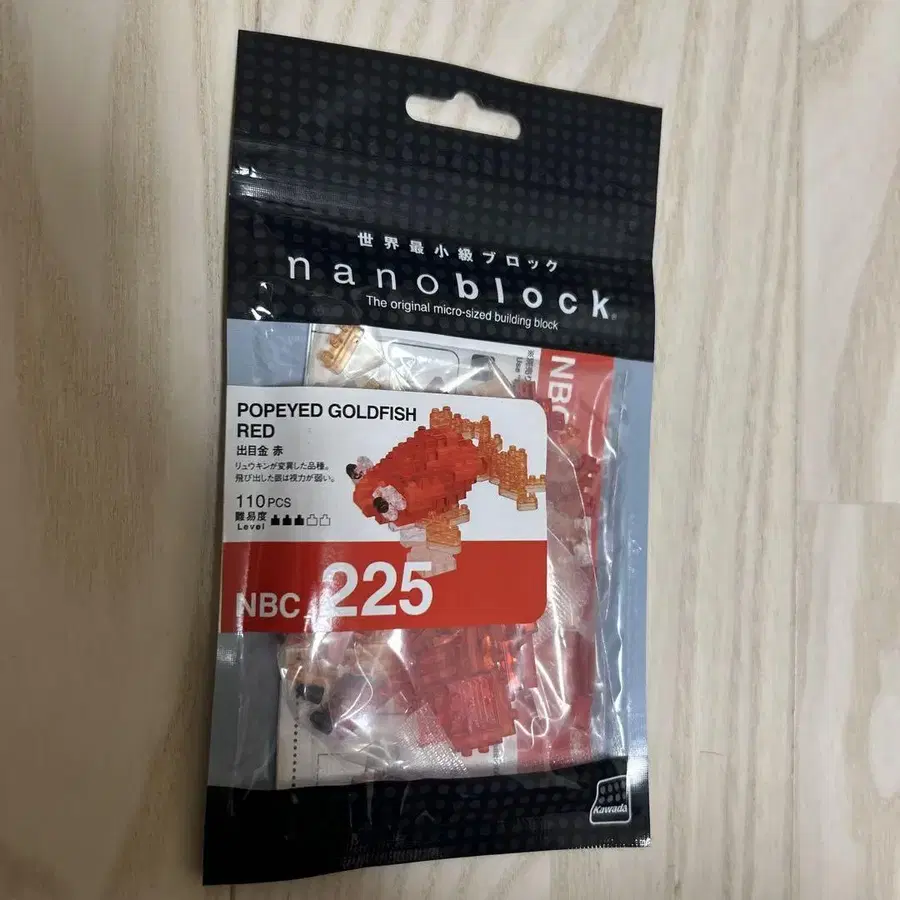 世界最小級ブロック
nanoblock®
The original micro-sized building block
NBC
Use
POPEYED GOLDFISH
RED
出目金 赤
リュウキンが変異した品種。
飛び出した眼は視力が弱い。
110 PCS
難易度
Level
NBC_225
Kawada